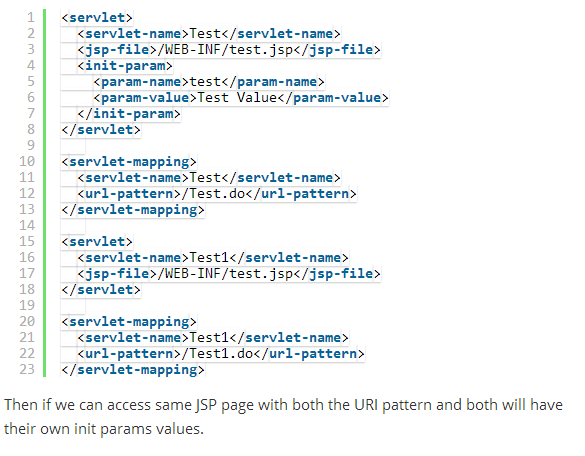 1 <servlet>
2   <servlet-name>Test</servlet-name>
3   <jsp-file>/WEB-INF/test.jsp</jsp-file>
4   <init-param>
5     <param-name>test</param-name>
6     <param-value>Test Value</param-value>
7   </init-param>
8 </servlet>
9
10 <servlet-mapping>
11   <servlet-name>Test</servlet-name>
12   <url-pattern>/Test.do</url-pattern>
13 </servlet-mapping>
14
15 <servlet>
16   <servlet-name>Test1</servlet-name>
17   <jsp-file>/WEB-INF/test.jsp</jsp-file>
18 </servlet>
19
20 <servlet-mapping>
21   <servlet-name>Test1</servlet-name>
22   <url-pattern>/Test1.do</url-pattern>
23 </servlet-mapping>
Then if we can access same JSP page with both the URI pattern and both will have
their own init params values.